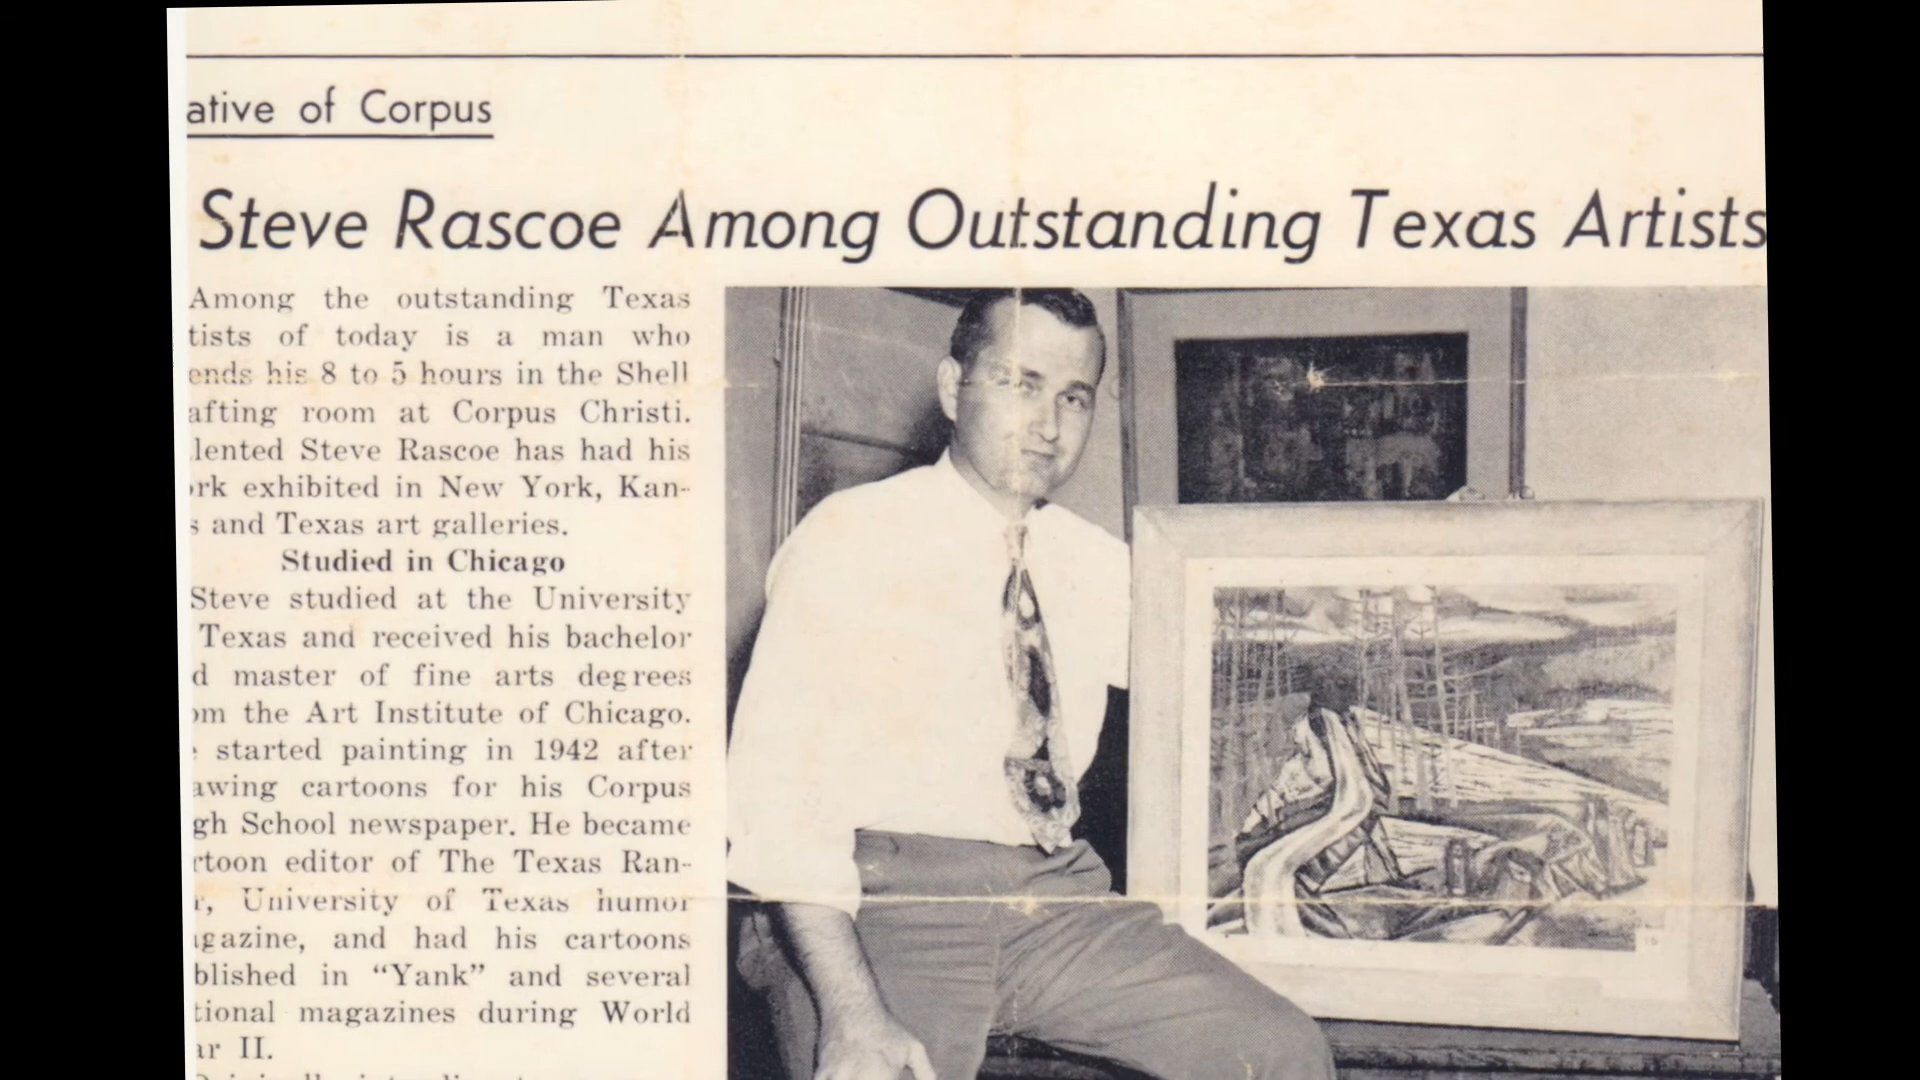 ative of Corpus
Steve Rascoe Among Outstanding Texas Artists
Among the outstanding Texas
tists of today is a man who
ends his 8 to 5 hours in the Shell
afting room at Corpus Christi.
lented Steve Rascoe has had his
rk exhibited in New York, Kan-
s and Texas art galleries.
Studied in Chicago
Steve studied at the University
Texas and received his bachelor
d master of fine arts degrees
om the Art Institute of Chicago.
started painting in 1942 after
awing cartoons for his Corpus
gh School newspaper. He became
rtoon editor of The Texas Ran-
r, University of Texas humor
gazine, and had his cartoons
blished in “Yank” and several
tional magazines during World
ar II.